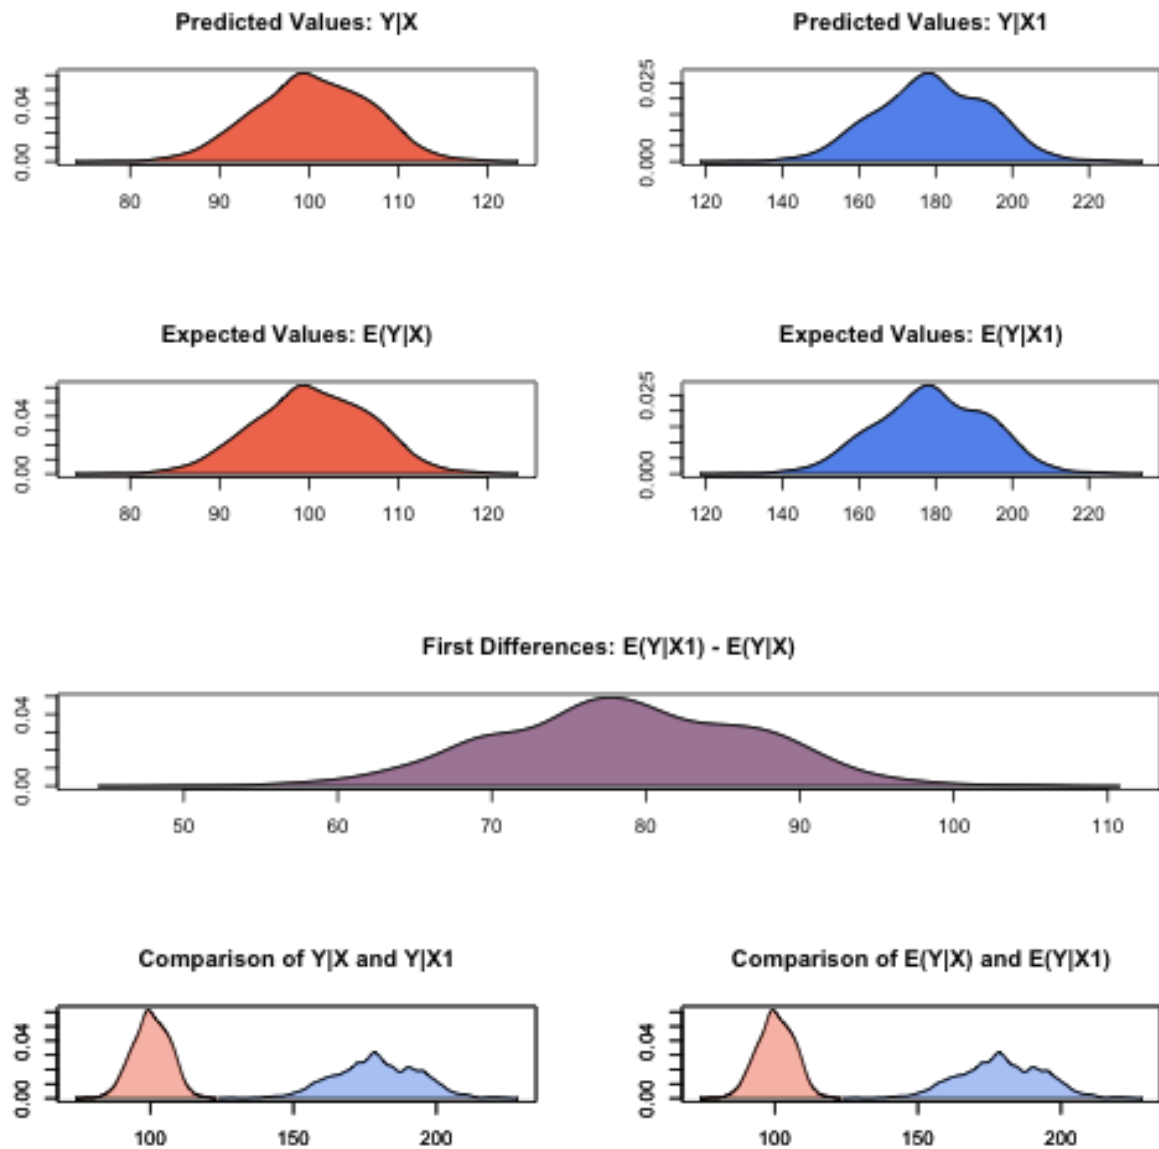 Predicted Values: Y|X
0.00 0.04
80 90 100 110 120
Predicted Values: Y|X1
0.000 0.025
120 140 160 180 200 220
Expected Values: E(Y|X)
0.00 0.04
80 90 100 110 120
Expected Values: E(Y|X1)
0.000 0.025
120 140 160 180 200 220
First Differences: E(Y|X1) - E(Y|X)
0.00 0.04
50 60 70 80 90 100 110
Comparison of Y|X and Y|X1
0.00 0.04
100 150 200
Comparison of E(Y|X) and E(Y|X1)
0.00 0.04
100 150 200